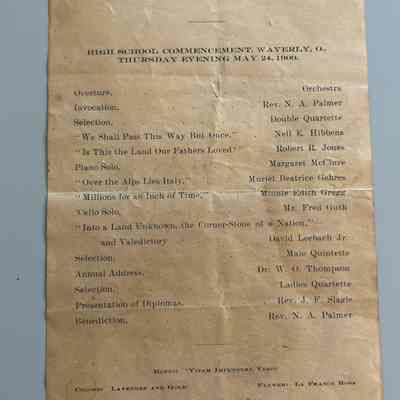 HIGH SCHOOL COMMENCEMENT, WAVERLY, O.,
THURSDAY EVENING MAY 24, 1900.
Overture, Orchestra
Invocation, Rev. N. A. Palmer
Selection, Double Quartette
"We Shall Pass This Way But Once," Nell E. Hibbens
"Is This the Land Our Fathers Loved? Robert R. Jones
Piano Solo, Margaret McClure
"Over the Alps Lies Italy," Muriel Beatrice Gehres
"Millions for an Inch of Time," Minnie Edith Gregg
'Cello Solo, Mr. Fred Guth
"Into a Land Unknown, the Corner-Stone of a Nation,"
and Valedictory David Leebach Jr.
Selection, Male Quintette
Annual Address, Dr. W. O. Thompson
Selection, Ladies Quartette
Presentation of Diplomas, Rev. J. F. Slagle
Benediction, Rev. N. A. Palmer
MOTTO: "VITAM IMPENDERE VERO"
COLORS: LAVENDER AND GOLD FLOWER: LA FRANCE ROSE